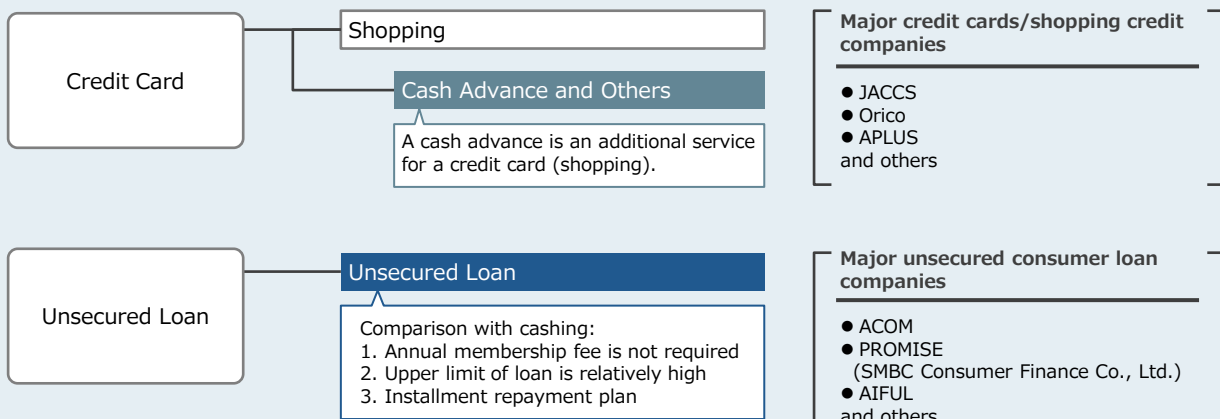 Credit Card
Shopping
Cash Advance and Others
A cash advance is an additional service
for a credit card (shopping).
Major credit cards/shopping credit
companies
● JACCS
● Orico
● APLUS
and others
Unsecured Loan
Unsecured Loan
Comparison with cashing:
1. Annual membership fee is not required
2. Upper limit of loan is relatively high
3. Installment repayment plan
Major unsecured consumer loan
companies
● ACOM
● PROMISE
(SMBC Consumer Finance Co., Ltd.)
● AIFUL
and others